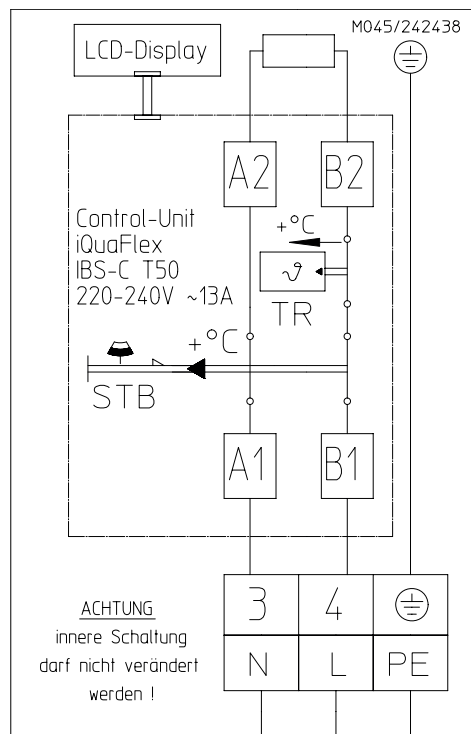 M045/242438
LCD-Display
A2
B2
+°C
Control-Unit
iQuaFlex
IBS-C T50
220-240V ~13A
ϑ
TR
+°C
STB
A1
B1
3
4
N
L
PE
ACHTUNG
innere Schaltung
darf nicht verändert
werden !